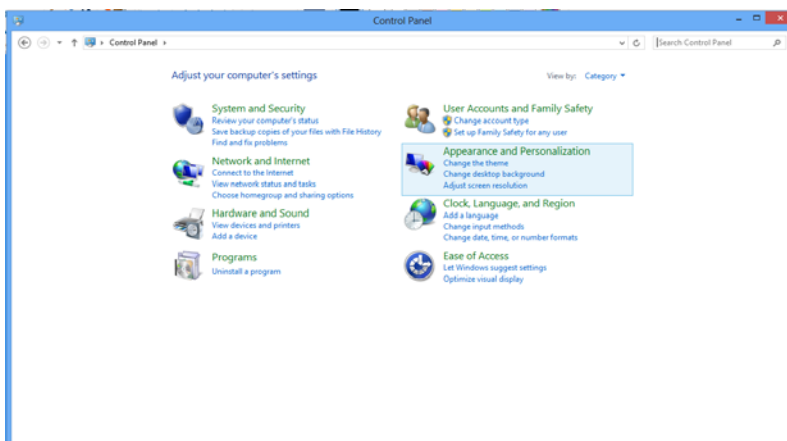 Control Panel
Control Panel
Search Control Panel
Adjust your computer's settings
View by: Category
System and Security
Review your computer's status
Save backup copies of your files with File History
Find and fix problems
Network and Internet
Connect to the Internet
View network status and tasks
Choose homegroup and sharing options
Hardware and Sound
View devices and printers
Add a device
Programs
Uninstall a program
User Accounts and Family Safety
Change account type
Set up Family Safety for any user
Appearance and Personalization
Change the theme
Change desktop background
Adjust screen resolution
Clock, Language, and Region
Add a language
Change input methods
Change date, time, or number formats
Ease of Access
Let Windows suggest settings
Optimize visual display